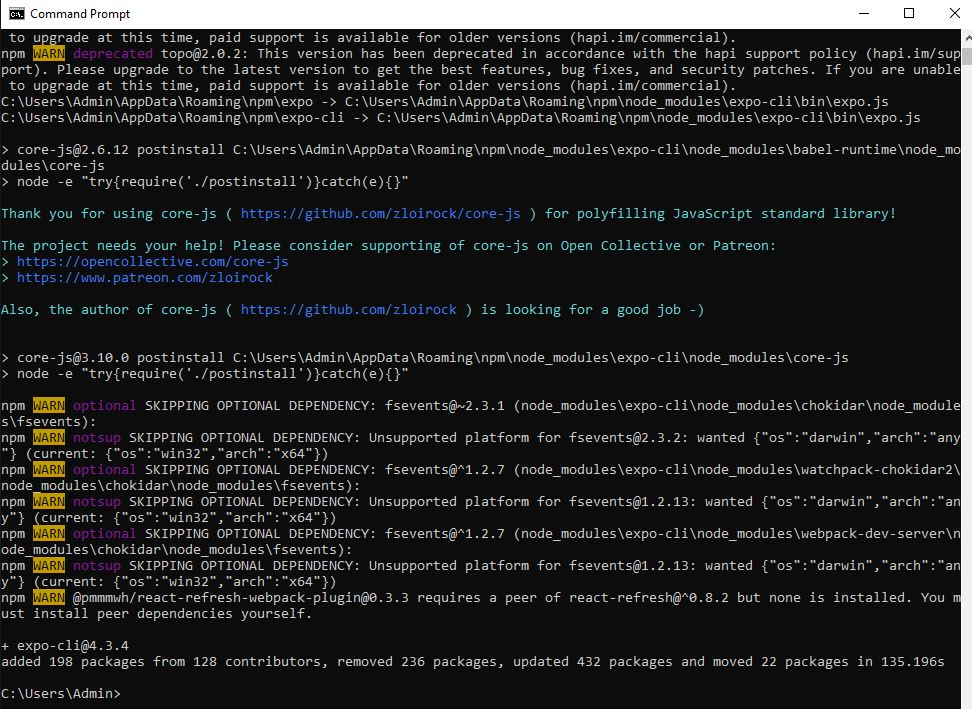 Command Prompt
 to upgrade at this time, paid support is available for older versions (hapi.im/commercial).
npm WARN deprecated topo@2.0.2: This version has been deprecated in accordance with the hapi support policy (hapi.im/sup
port). Please upgrade to the latest version to get the best features, bug fixes, and security patches. If you are unable
 to upgrade at this time, paid support is available for older versions (hapi.im/commercial).
C:\Users\Admin\AppData\Roaming\npm\expo -> C:\Users\Admin\AppData\Roaming\npm\node_modules\expo-cli\bin\expo.js
C:\Users\Admin\AppData\Roaming\npm\expo-cli -> C:\Users\Admin\AppData\Roaming\npm\node_modules\expo-cli\bin\expo.js
> core-js@2.6.12 postinstall C:\Users\Admin\AppData\Roaming\npm\node_modules\expo-cli\node_modules\babel-runtime\node_mo
dules\core-js
> node -e "try{require('./postinstall')}catch(e){}"
Thank you for using core-js ( https://github.com/zloirock/core-js ) for polyfilling JavaScript standard library!
The project needs your help! Please consider supporting of core-js on Open Collective or Patreon:
> https://opencollective.com/core-js
> https://www.patreon.com/zloirock
Also, the author of core-js ( https://github.com/zloirock ) is looking for a good job -)
> core-js@3.10.0 postinstall C:\Users\Admin\AppData\Roaming\npm\node_modules\expo-cli\node_modules\core-js
> node -e "try{require('./postinstall')}catch(e){}"
npm WARN optional SKIPPING OPTIONAL DEPENDENCY: fsevents@~2.3.1 (node_modules\expo-cli\node_modules\chokidar\node_module
s\fsevents):
npm WARN notsup SKIPPING OPTIONAL DEPENDENCY: Unsupported platform for fsevents@2.3.2: wanted {"os":"darwin","arch":"any
"} (current: {"os":"win32","arch":"x64"})
npm WARN optional SKIPPING OPTIONAL DEPENDENCY: fsevents@^1.2.7 (node_modules\expo-cli\node_modules\watchpack-chokidar2\
node_modules\chokidar\node_modules\fsevents):
npm WARN notsup SKIPPING OPTIONAL DEPENDENCY: Unsupported platform for fsevents@1.2.13: wanted {"os":"darwin","arch":"an
y"} (current: {"os":"win32","arch":"x64"})
npm WARN optional SKIPPING OPTIONAL DEPENDENCY: fsevents@^1.2.7 (node_modules\expo-cli\node_modules\webpack-dev-server\n
ode_modules\chokidar\node_modules\fsevents):
npm WARN notsup SKIPPING OPTIONAL DEPENDENCY: Unsupported platform for fsevents@1.2.13: wanted {"os":"darwin","arch":"an
y"} (current: {"os":"win32","arch":"x64"})
npm WARN @pmmmwh/react-refresh-webpack-plugin@0.3.3 requires a peer of react-refresh@^0.8.2 but none is installed. You m
ust install peer dependencies yourself.
+ expo-cli@4.3.4
added 198 packages from 128 contributors, removed 236 packages, updated 432 packages and moved 22 packages in 135.196s
C:\Users\Admin>